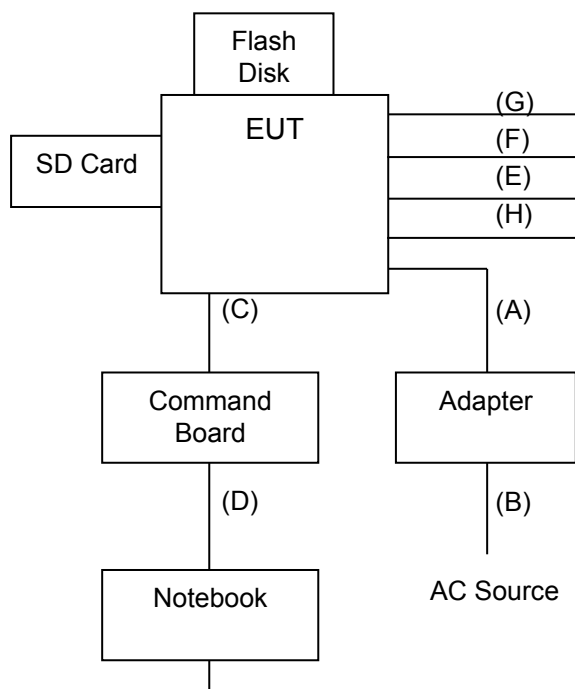 Flash
Disk
EUT
(G)
(F)
SD Card
(E)
(H)
(C)
(A)
Command
Board
Adapter
(D)
(B)
Notebook
AC Source